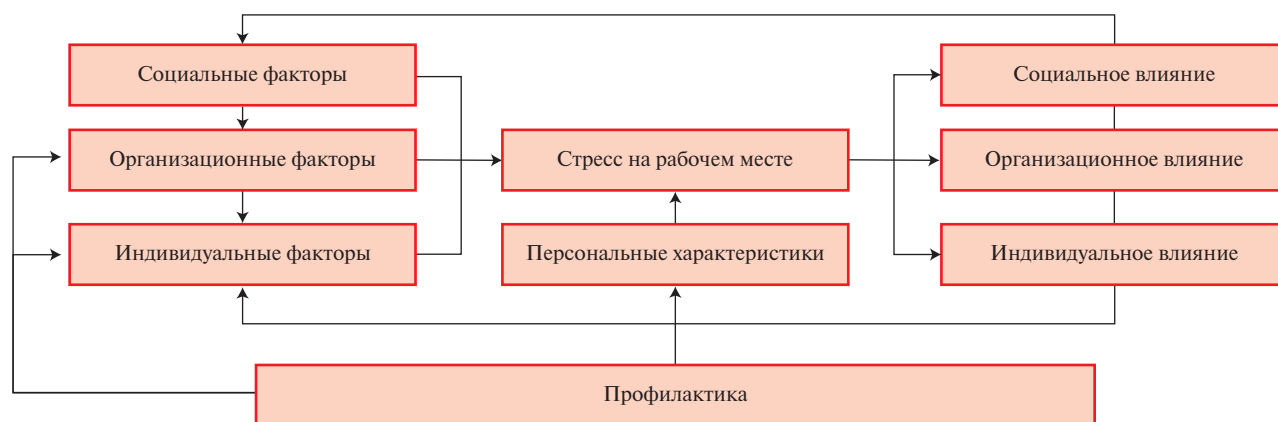 Социальные факторы
Социальное влияние
Организационные факторы
Стресс на рабочем месте
Организационное влияние
Индивидуальные факторы
Персональные характеристики
Индивидуальное влияние
Профилактика